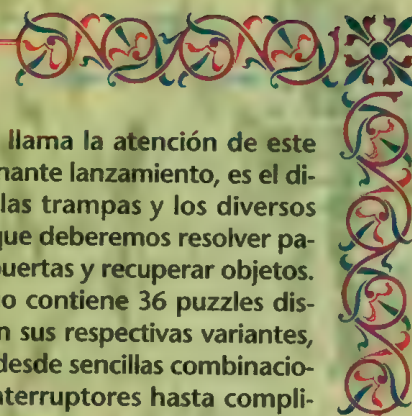 llama la atención de este
nante lanzamiento, es el di-
las trampas y los diversos
que deberemos resolver pa-
puertas y recuperar objetos.
o contiene 36 puzzles dis-
n sus respectivas variantes,
desde sencillas combinacio-
nterruptores hasta compli-